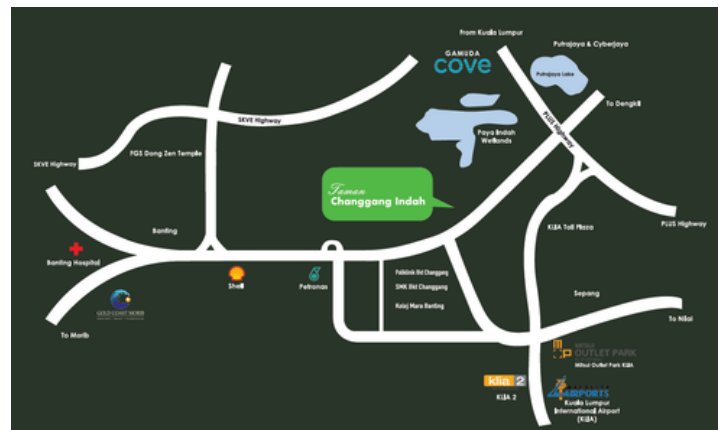 From Kuala Lumpur
GAMUDA
COVE
Putrajaya & Cyberjaya
Putrajaya Lake
To Dengkil
PLUS Highway
SKVE Highway
Paya Indah
Wetlands
FGS Dong Zen Temple
SKVE Highway
Taman
Changgang Indah
PLUS Highway
KLIA Toll Plaza
Banting
Banting Hospital
Shell
Petronas
Poliklinik Bkt Changgang
SMK Bkt Changgang
Kolej Mara Banting
Sepang
GOLD COAST MORIB
To Morib
To Nilai
MITSUI
OUTLET PARK
Mitsui Outlet Park KLIA
klia 2
KLIA 2
AIRPORTS
Kuala Lumpur
International Airport
(KLIA)